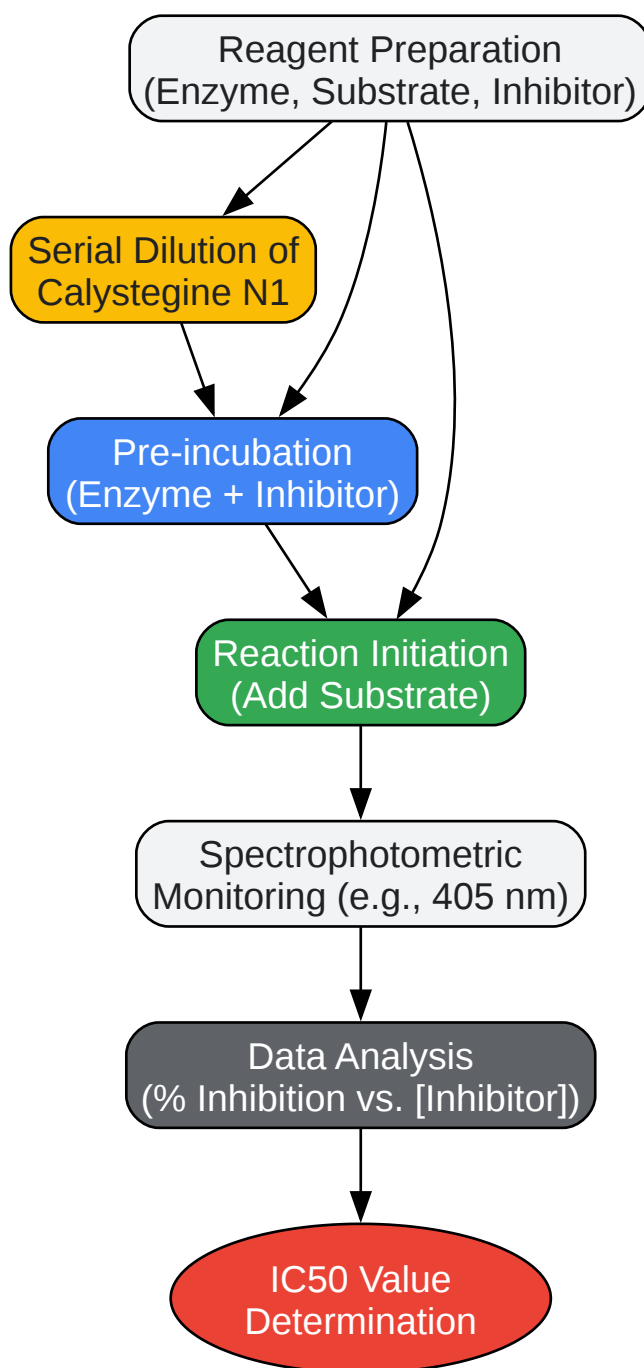 Reagent Preparation
(Enzyme, Substrate, Inhibitor)
Serial Dilution of
Calystegine N1
Pre-incubation
(Enzyme + Inhibitor)
Reaction Initiation
(Add Substrate)
Spectrophotometric
Monitoring (e.g., 405 nm)
Data Analysis
(% Inhibition vs. [Inhibitor])
IC50 Value
Determination